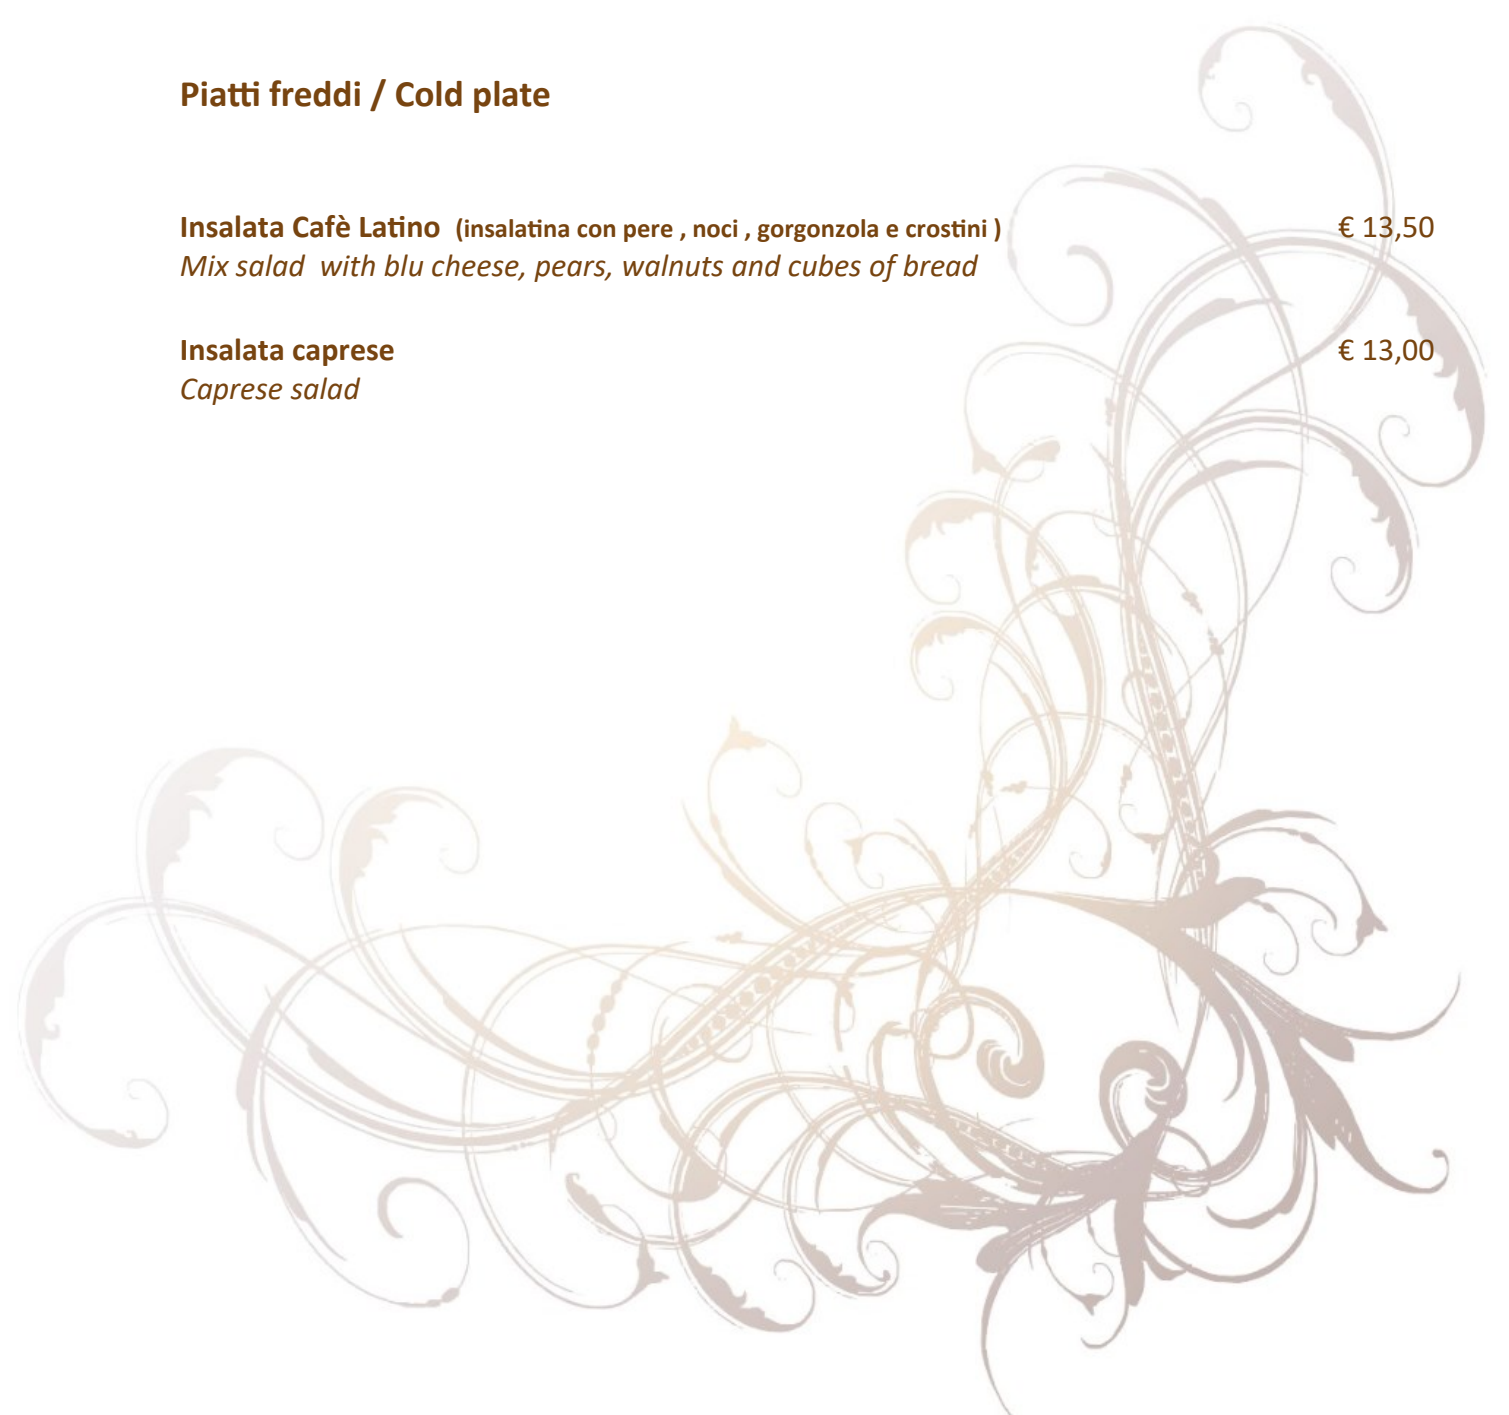 Piatti freddi / Cold plate
Insalata Cafè Latino (insalatina con pere , noci , gorgonzola e crostini ) € 13,50
Mix salad with blu cheese, pears, walnuts and cubes of bread
Insalata caprese € 13,00
Caprese salad